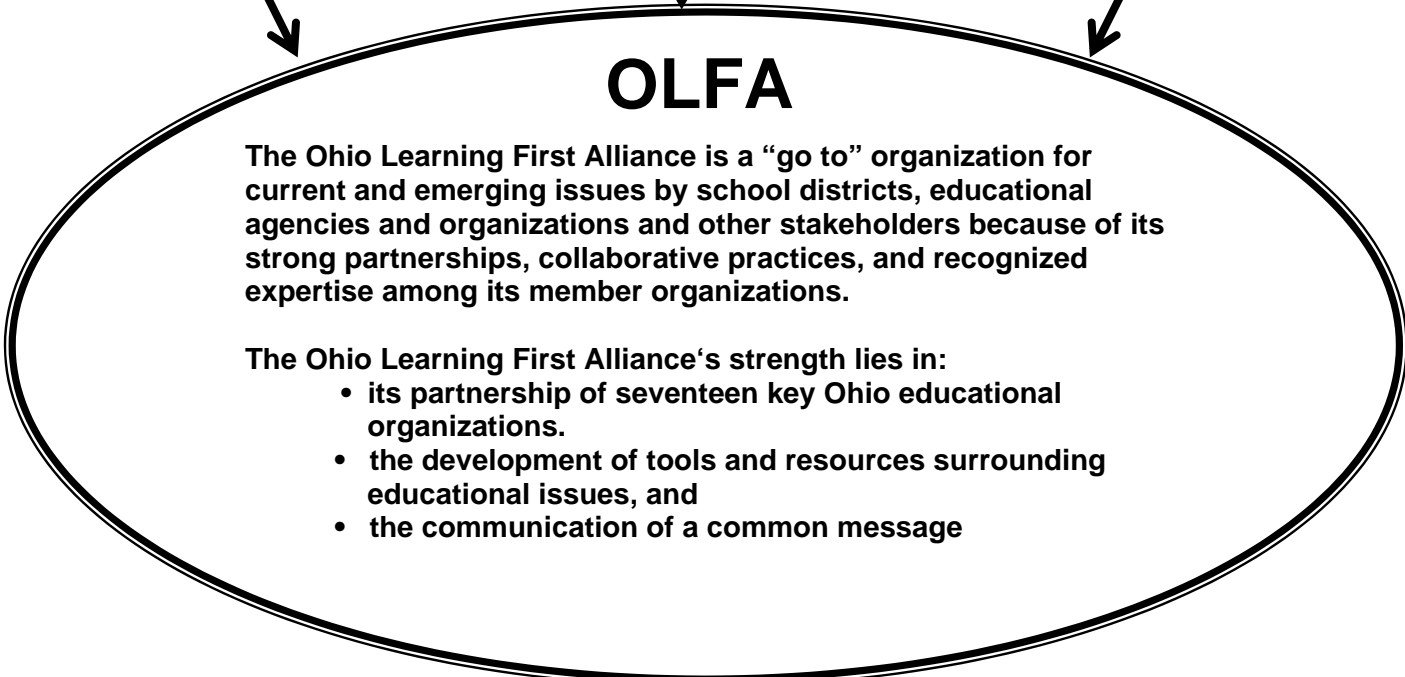 OLFA
The Ohio Learning First Alliance is a “go to” organization for
current and emerging issues by school districts, educational
agencies and organizations and other stakeholders because of its
strong partnerships, collaborative practices, and recognized
expertise among its member organizations.
The Ohio Learning First Alliance‘s strength lies in:
• its partnership of seventeen key Ohio educational
organizations.
• the development of tools and resources surrounding
educational issues, and
• the communication of a common message